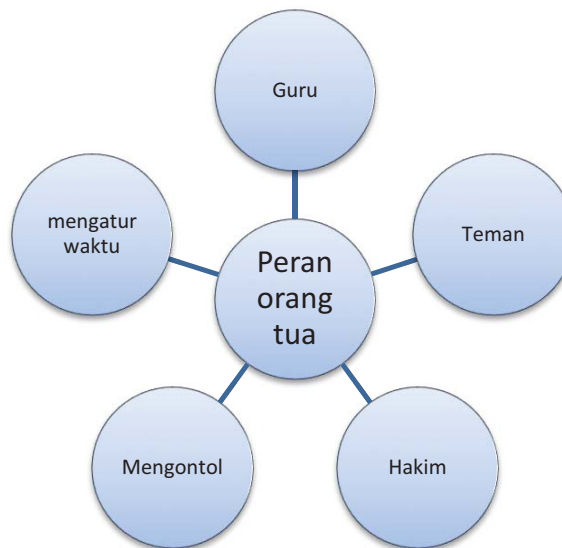 Guru
mengatur
waktu
Teman
Peran
orang
tua
Mengontol
Hakim